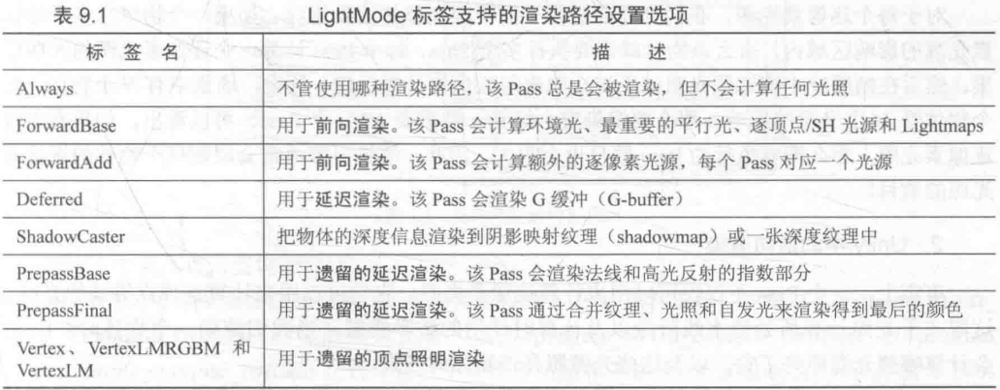 表 9.1 LightMode 标签支持的渲染路径设置选项
标 签 名 描 述
Always 不管使用哪种渲染路径，该 Pass 总是会被渲染，但不会计算任何光照
ForwardBase 用于前向渲染。该 Pass 会计算环境光、最重要的平行光、逐顶点/SH 光源和 Lightmaps
ForwardAdd 用于前向渲染。该 Pass 会计算额外的逐像素光源，每个 Pass 对应一个光源
Deferred 用于延迟渲染。该 Pass 会渲染 G 缓冲（G-buffer）
ShadowCaster 把物体的深度信息渲染到阴影映射纹理（shadowmap）或一张深度纹理中
PrepassBase 用于遗留的延迟渲染。该 Pass 会渲染法线和高光反射的指数部分
PrepassFinal 用于遗留的延迟渲染。该 Pass 通过合并纹理、光照和自发光来渲染得到最后的颜色
Vertex、VertexLMRGBM 和
VertexLM 用于遗留的顶点照明渲染